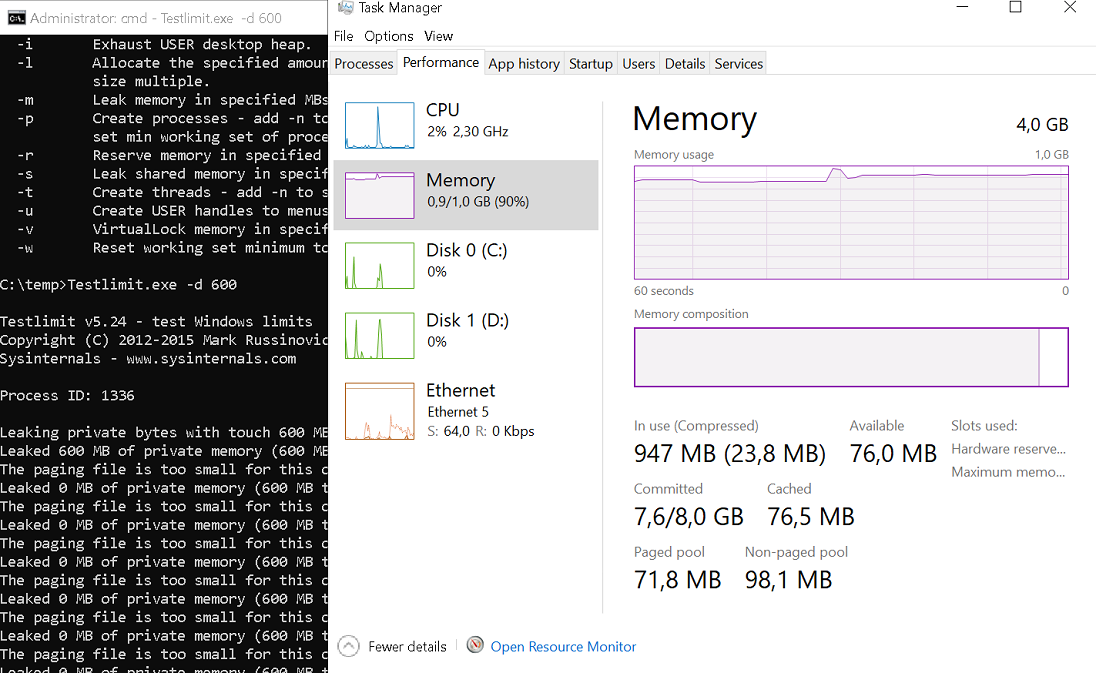 Administrator: cmd - Testlimit.exe -d 600
-i Exhaust USER desktop heap.
-l Allocate the specified amoun
size multiple.
-m Leak memory in specified MBs
-p Create processes - add -n to
set min working set of proce
-r Reserve memory in specified
-s Leak shared memory in specif
-t Create threads - add -n to s
-u Create USER handles to menus
-v VirtualLock memory in specif
-w Reset working set minimum to
C:\temp>Testlimit.exe -d 600
Testlimit v5.24 - test Windows limits
Copyright (C) 2012-2015 Mark Russinovic
Sysinternals - www.sysinternals.com
Process ID: 1336
Leaking private bytes with touch 600 MB
Leaked 600 MB of private memory (600 MB
The paging file is too small for this c
Leaked 0 MB of private memory (600 MB t
The paging file is too small for this c
Leaked 0 MB of private memory (600 MB t
The paging file is too small for this c
Leaked 0 MB of private memory (600 MB t
The paging file is too small for this c
Leaked 0 MB of private memory (600 MB t
The paging file is too small for this c
Leaked 0 MB of private memory (600 MB t
The paging file is too small for this c
Leaked 0 MB of private memory (600 MB t
Task Manager
File Options View
Processes Performance App history Startup Users Details Services
CPU
2% 2,30 GHz
Memory
0,9/1,0 GB (90%)
Disk 0 (C:)
0%
Disk 1 (D:)
0%
Ethernet
Ethernet 5
S: 64,0 R: 0 Kbps
Memory 4,0 GB
Memory usage 1,0 GB
60 seconds 0
Memory composition
In use (Compressed) Available Slots used:
947 MB (23,8 MB) 76,0 MB Hardware reserve...
Maximum memo...
Committed Cached
7,6/8,0 GB 76,5 MB
Paged pool Non-paged pool
71,8 MB 98,1 MB
Fewer details Open Resource Monitor